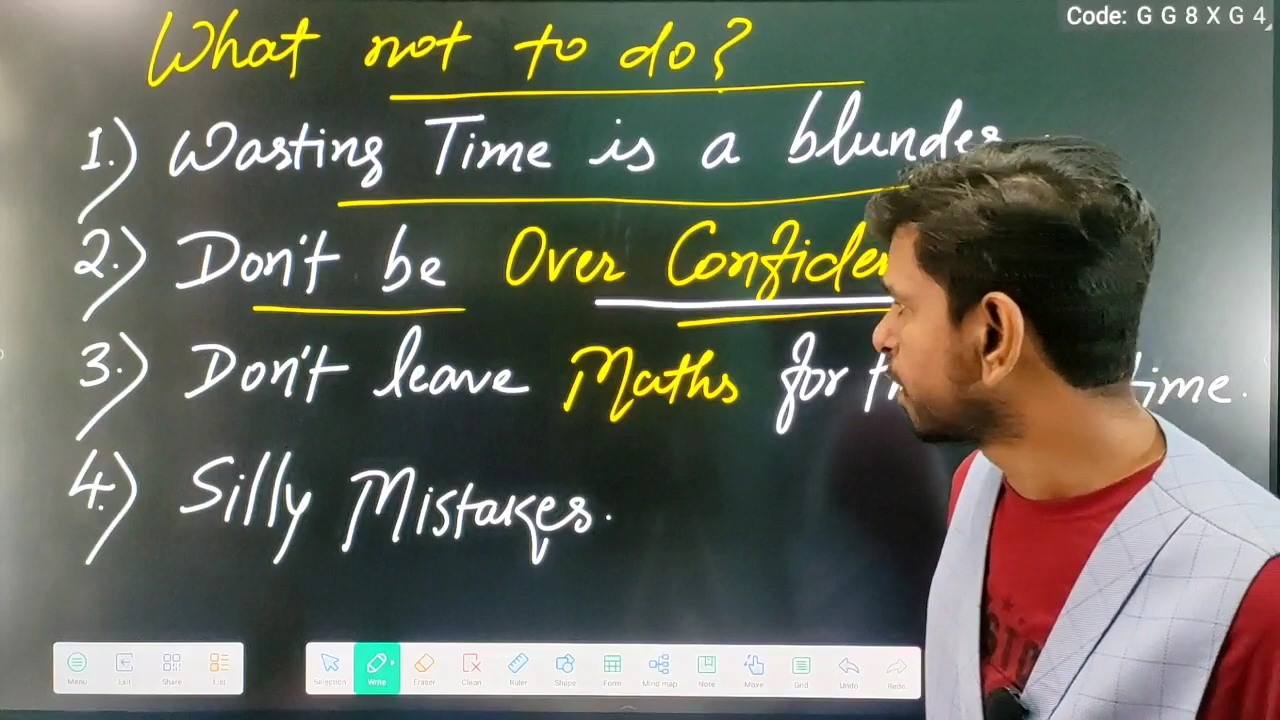 Code: G G 8 X G 4
What not to do?
1.) Wasting Time is a blunder
2.) Don't be Over Confiden
3.) Don't leave Maths for time.
4.) Silly Mistakes.
Menu Exit Share List Selection Write Eraser Clean Ruler Shape Form Mind map Note Move Grid Undo Redo